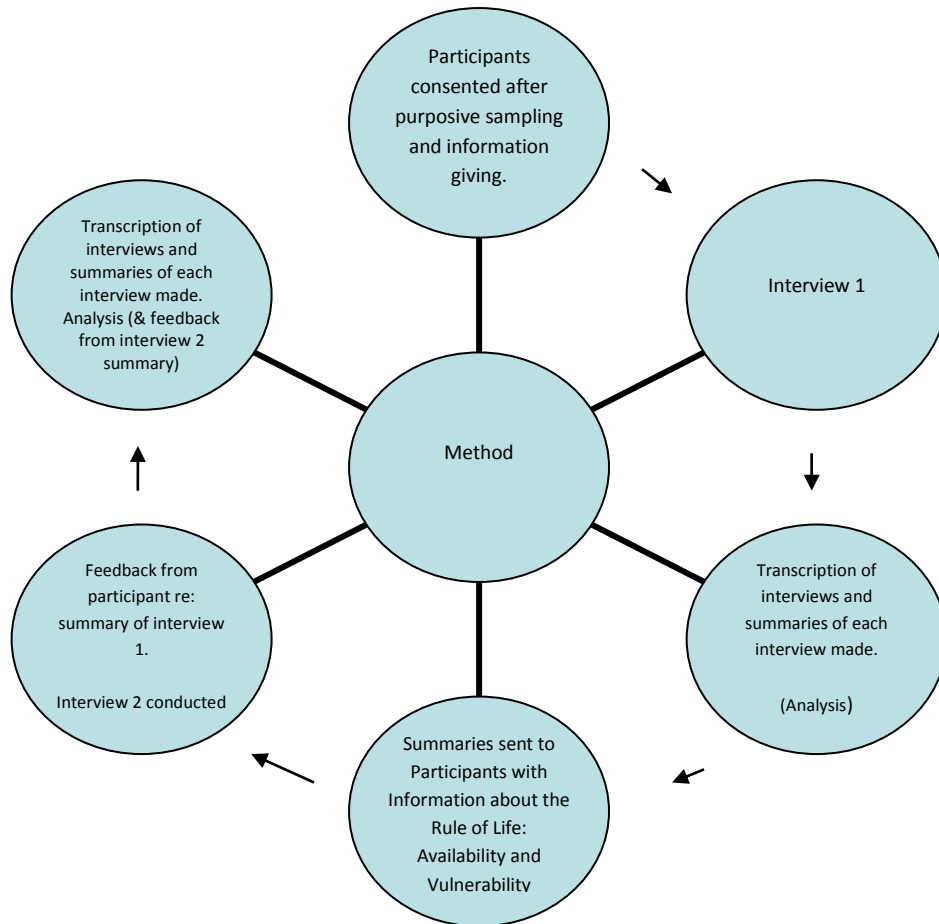 Participants
consented after
purposive sampling
and information
giving.
Interview 1
Transcription of
interviews and
summaries of each
interview made.
(Analysis)
Summaries sent to
Participants with
Information about the
Rule of Life:
Availability and
Vulnerability
Feedback from
participant re:
summary of interview
1.
Interview 2 conducted
Transcription of
interviews and
summaries of each
interview made.
Analysis (& feedback
from interview 2
summary)
Method